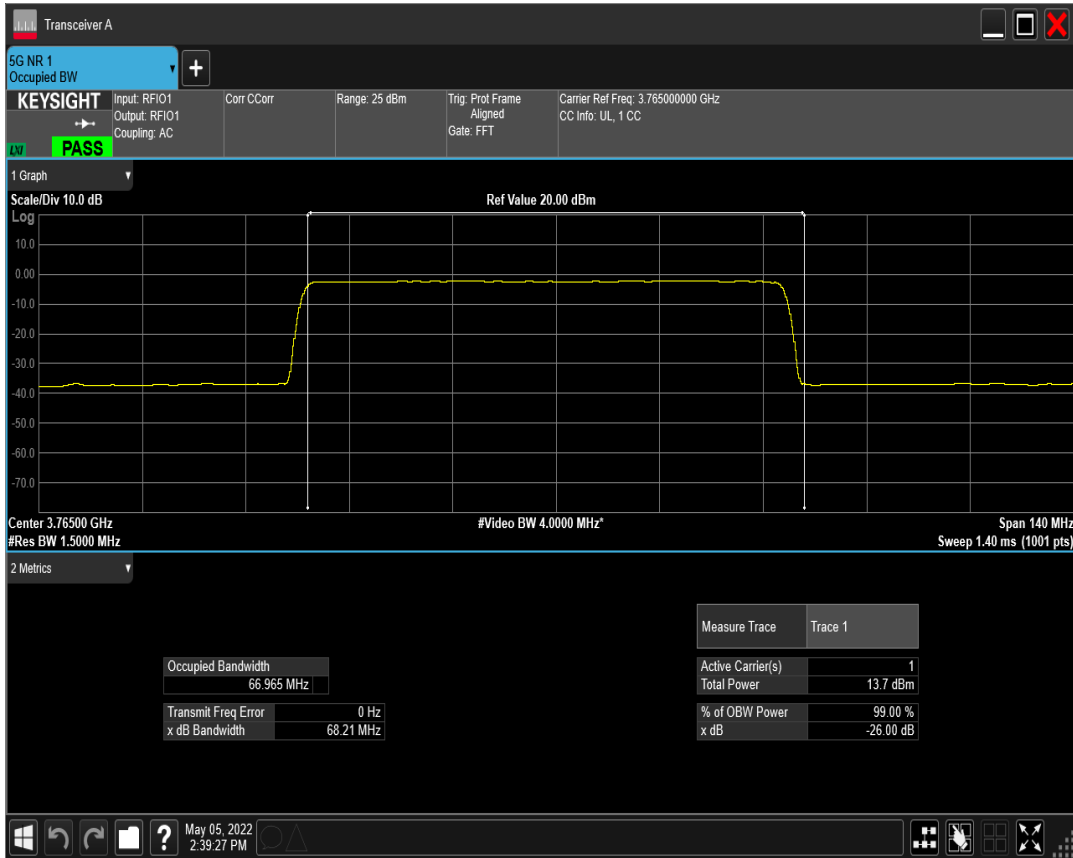 Transceiver A
5G NR 1
Occupied BW
KEYSIGHT
LXI
PASS
Input: RFIO1
Output: RFIO1
Coupling: AC
Corr CCorr
Range: 25 dBm
Trig: Prot Frame
Aligned
Gate: FFT
Carrier Ref Freq: 3.765000000 GHz
CC Info: UL, 1 CC
1 Graph
Scale/Div 10.0 dB
Ref Value 20.00 dBm
Log
10.0
0.00
-10.0
-20.0
-30.0
-40.0
-50.0
-60.0
-70.0
Center 3.76500 GHz
#Video BW 4.0000 MHz*
Span 140 MHz
#Res BW 1.5000 MHz
Sweep 1.40 ms (1001 pts)
2 Metrics
Measure Trace Trace 1
Occupied Bandwidth
66.965 MHz
Active Carrier(s) 1
Total Power 13.7 dBm
Transmit Freq Error 0 Hz
x dB Bandwidth 68.21 MHz
% of OBW Power 99.00 %
x dB -26.00 dB
?
May 05, 2022
2:39:27 PM